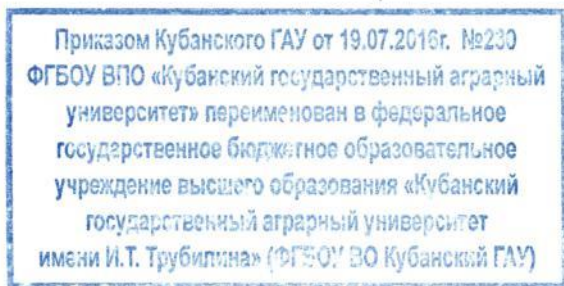 Приказом Кубанского ГАУ от 19.07.2016г. №230
ФГБОУ ВПО «Кубанский государственный аграрный
университет» переименован в федеральное
государственное бюджетное образовательное
учреждение высшего образования «Кубанский
государственный аграрный университет
имени И.Т. Трубилина» (ФГБОУ ВО Кубанский ГАУ)